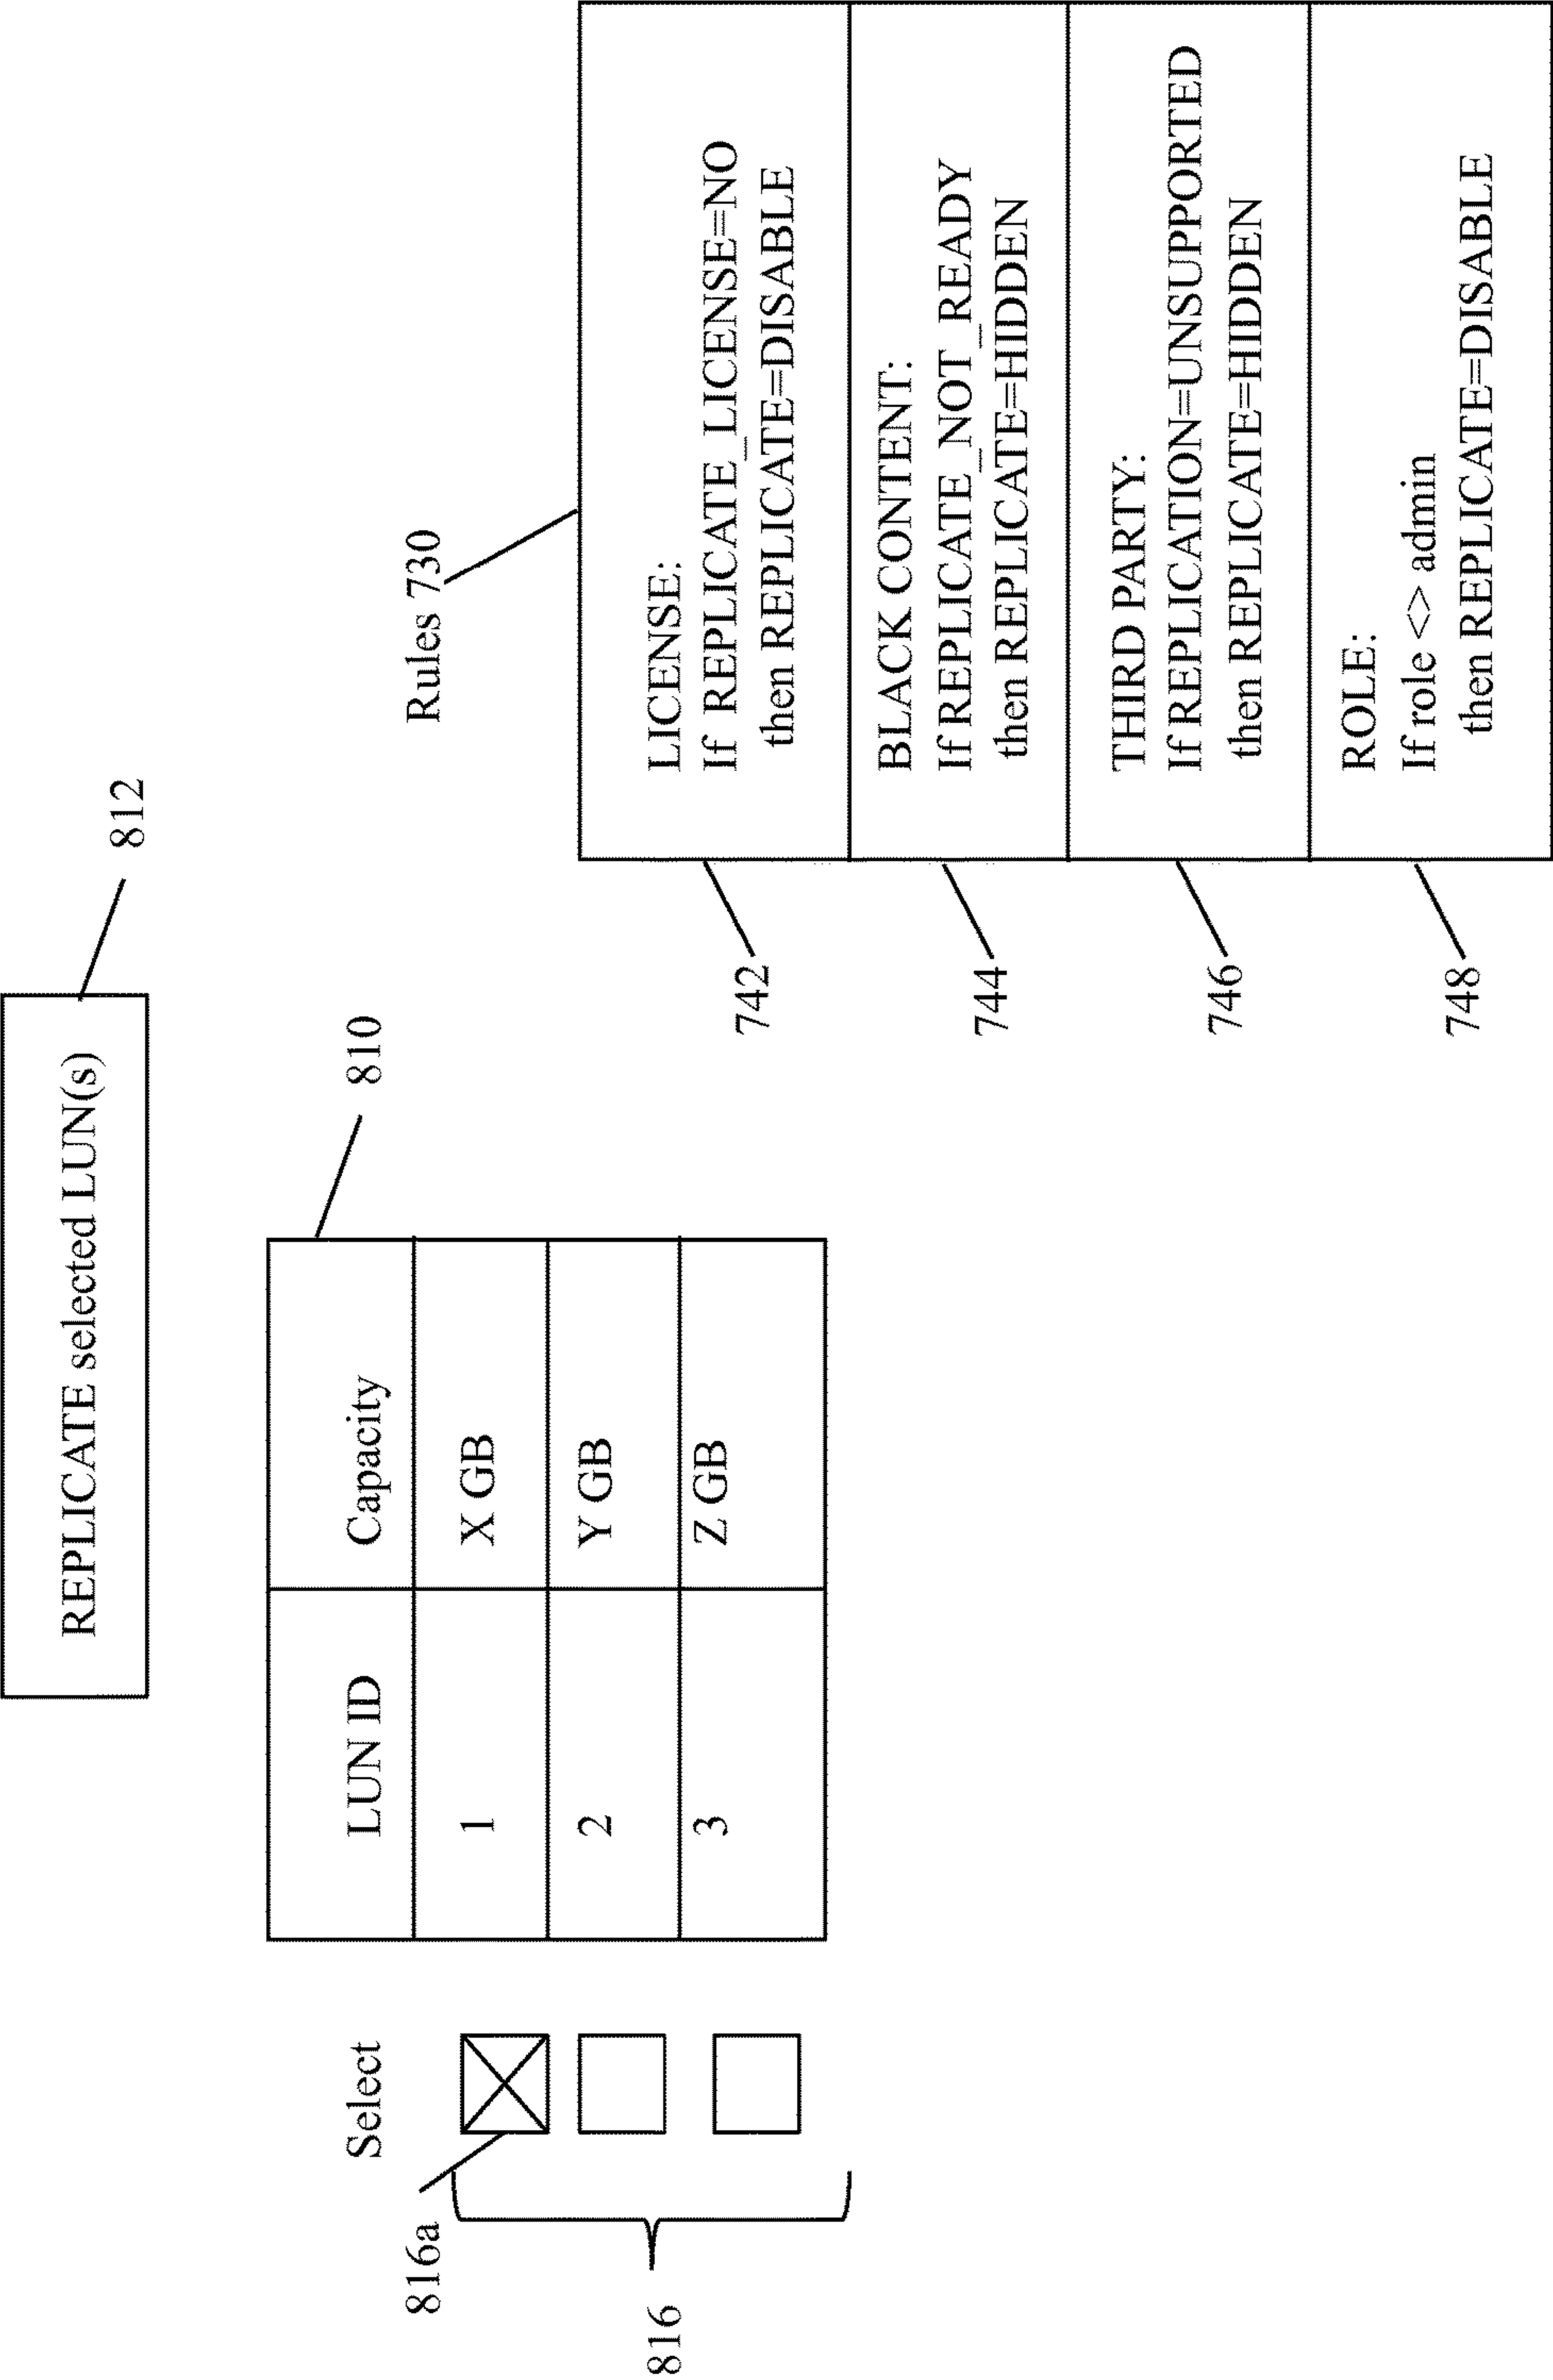 REPLICATE selected LUN(s)
812
810
Select
LUN ID Capacity
1 X GB
2 Y GB
3 Z GB
816a
816
Rules 730
742
LICENSE:
If REPLICATE_LICENSE=NO
then REPLICATE=DISABLE
744
BLACK CONTENT:
If REPLICATE_NOT_READY
then REPLICATE=HIDDEN
746
THIRD PARTY:
If REPLICATION=UNSUPPORTED
then REPLICATE=HIDDEN
748
ROLE:
If role <> admin
then REPLICATE=DISABLE